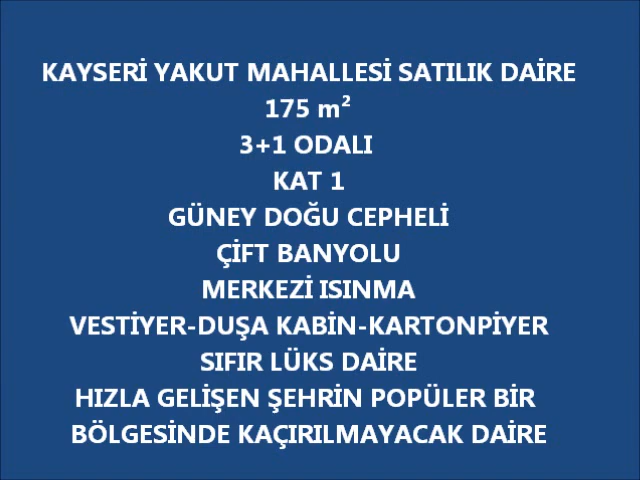 KAYSERİ YAKUT MAHALLESİ SATILIK DAİRE
175 m²
3+1 ODALI
KAT 1
GÜNEY DOĞU CEPHELİ
ÇİFT BANYOLU
MERKEZİ ISINMA
VESTİYER-DUŞA KABİN-KARTONPİYER
SIFIR LÜKS DAİRE
HIZLA GELİŞEN ŞEHRİN POPÜLER BİR
BÖLGESİNDE KAÇIRILMAYACAK DAİRE